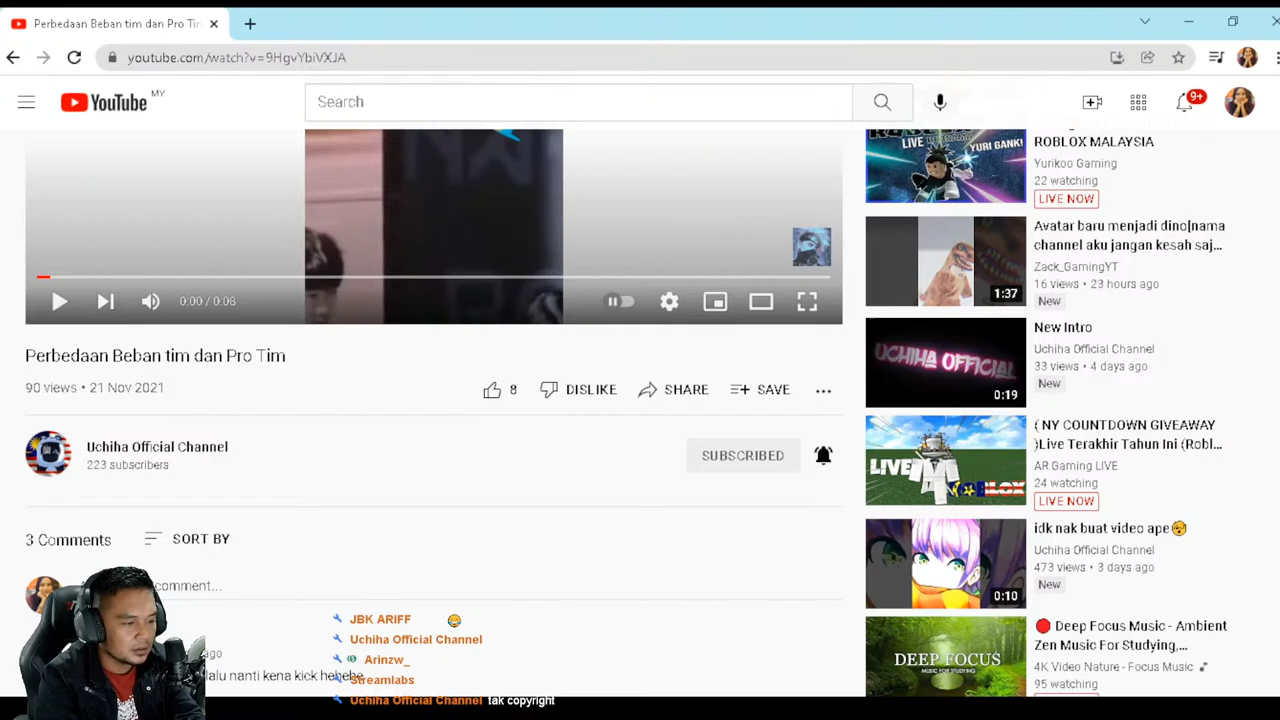 Perbedaan Beban tim dan Pro Tim
youtube.com/watch?v=9HgvYbiVXJA
YouTube MY
Search
9+
0:00 / 0:08
Perbedaan Beban tim dan Pro Tim
90 views • 21 Nov 2021
8 DISLIKE SHARE SAVE
Uchiha Official Channel
223 subscribers
SUBSCRIBED
3 Comments SORT BY
comment...
ago
alu nanti kena kick hehehe
JBK ARIFF
Uchiha Official Channel
Arinzw_
Streamlabs
Uchiha Official Channel tak copyright
LIVE
YURI GANK!
ROBLOX MALAYSIA
Yurikoo Gaming
22 watching
LIVE NOW
1:37
Avatar baru menjadi dino|nama
channel aku jangan kesah saj...
Zack_GamingYT
16 views • 23 hours ago
New
UCHIHA OFFICIAL
0:19
New Intro
Uchiha Official Channel
33 views • 4 days ago
New
LIVE
ROBLOX
( NY COUNTDOWN GIVEAWAY
)Live Terakhir Tahun Ini (Robl...
AR Gaming LIVE
24 watching
LIVE NOW
0:10
idk nak buat video ape
Uchiha Official Channel
473 views • 3 days ago
New
DEEP FOCUS
MUSIC FOR STUDYING
Deep Focus Music - Ambient
Zen Music For Studying,...
4K Video Nature - Focus Music
95 watching